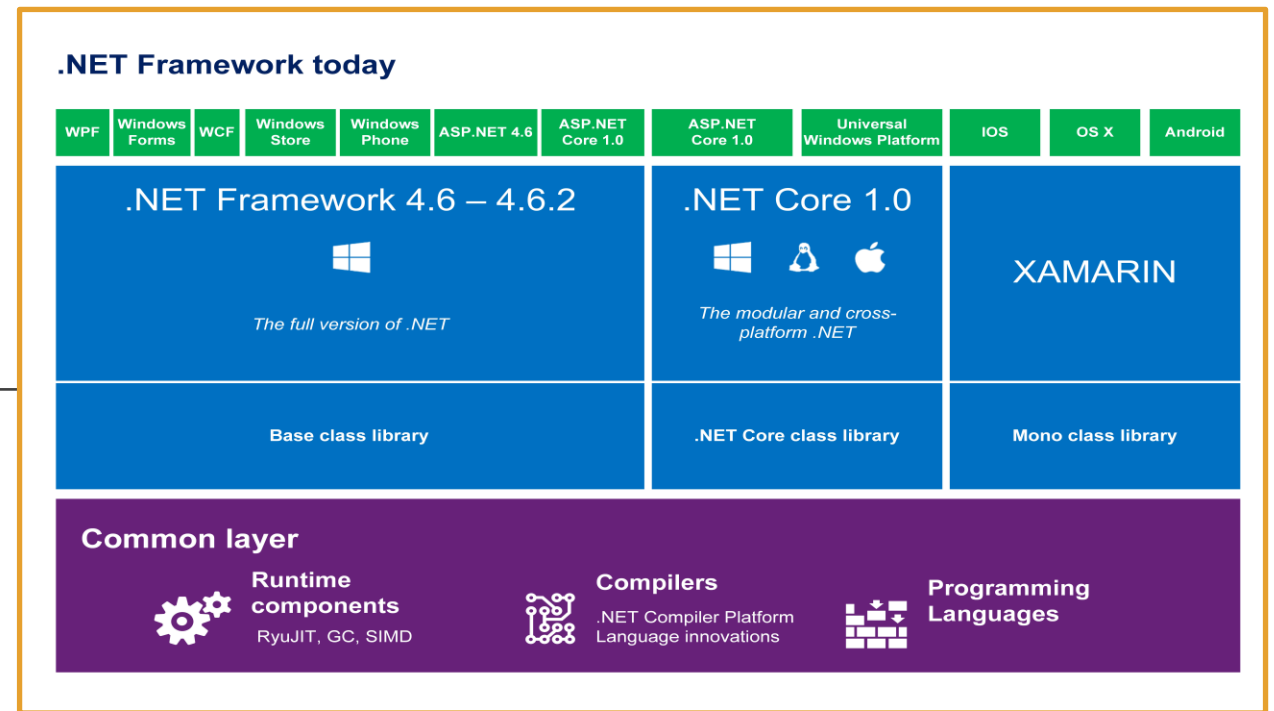 .NET Framework today
WPF
Windows
Forms
WCF
Windows
Store
Windows
Phone
ASP.NET 4.6
ASP.NET
Core 1.0
ASP.NET
Core 1.0
Universal
Windows Platform
IOS
OS X
Android
.NET Framework 4.6 – 4.6.2
The full version of .NET
.NET Core 1.0
The modular and cross-
platform .NET
XAMARIN
Base class library
.NET Core class library
Mono class library
Common layer
Runtime
components
RyuJIT, GC, SIMD
Compilers
.NET Compiler Platform
Language innovations
Programming
Languages